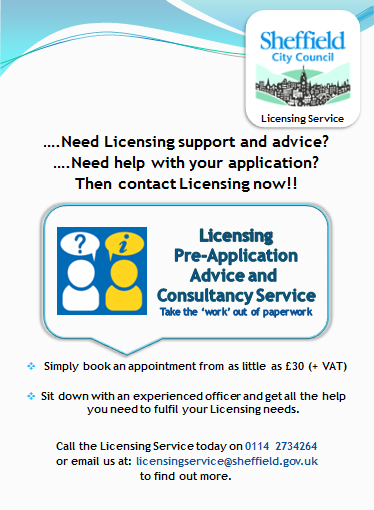 Sheffield
City Council
Licensing Service
....Need Licensing support and advice?
....Need help with your application?
Then contact Licensing now!!
? i
Licensing
Pre-Application
Advice and
Consultancy Service
Take the 'work' out of paperwork
Simply book an appointment from as little as £30 (+ VAT)
Sit down with an experienced officer and get all the help
you need to fulfil your Licensing needs.
Call the Licensing Service today on 0114 2734264
or email us at: licensingservice@sheffield.gov.uk
to find out more.